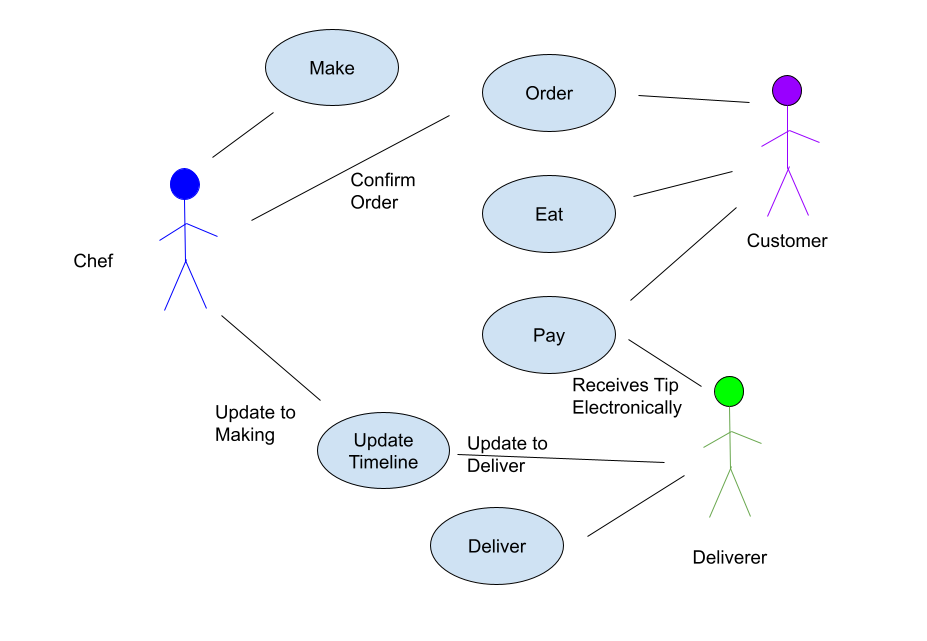 Make
Order
Confirm
Order
Eat
Customer
Chef
Pay
Receives Tip
Electronically
Update to
Making
Update
Timeline
Update to
Deliver
Deliver
Deliverer